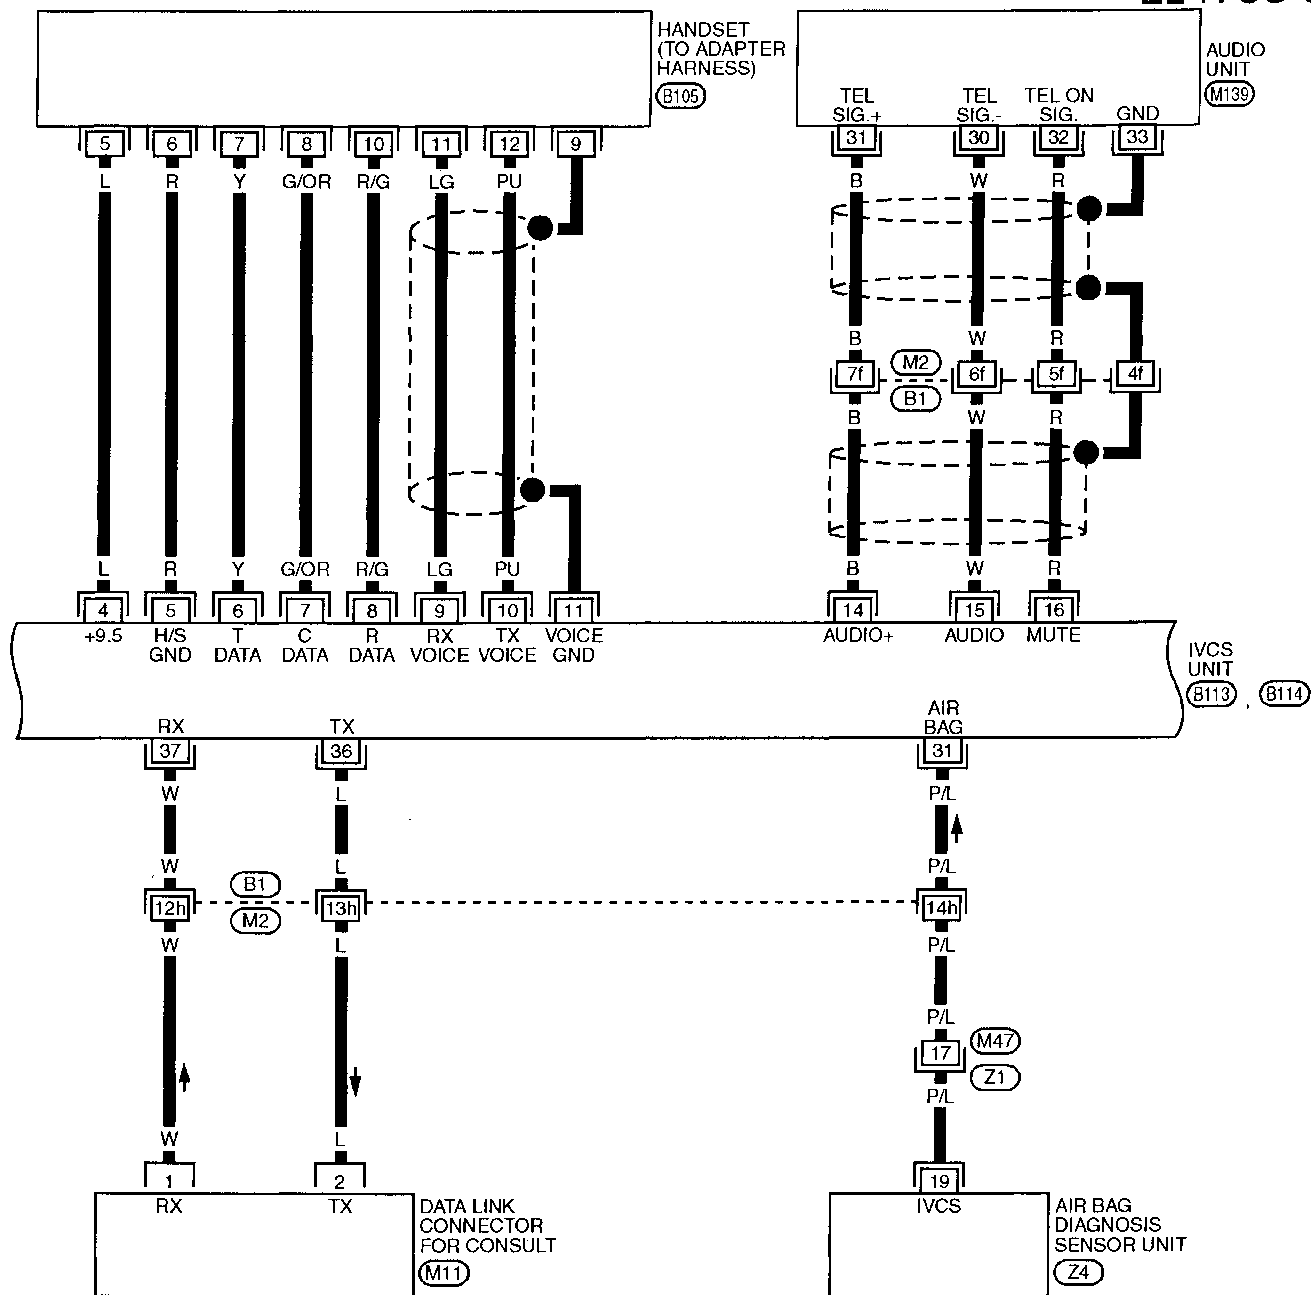 HANDSET
(TO ADAPTER
HARNESS)
B105
AUDIO
UNIT
M139
TEL
SIG.+
TEL
SIG.-
TEL ON
SIG.
GND
5 6 7 8 10 11 12 9
31 30 32 33
L R Y G/OR R/G LG PU
B W R
B W R
7f M2 6f 5f 4f
B1
B W R
L R Y G/OR R/G LG PU
B W R
4 5 6 7 8 9 10 11
14 15 16
+9.5
H/S
GND
T
DATA
C
DATA
R
DATA
RX
VOICE
TX
VOICE
VOICE
GND
AUDIO+ AUDIO MUTE
IVCS
UNIT
B113 , B114
RX TX
AIR
BAG
37 36 31
W L P/L
W L P/L
B1
12h 13h 14h
M2
W L P/L
P/L
17 M47
Z1
P/L
W L
1 2 19
RX TX IVCS
DATA LINK
CONNECTOR
FOR CONSULT
M11
AIR BAG
DIAGNOSIS
SENSOR UNIT
Z4